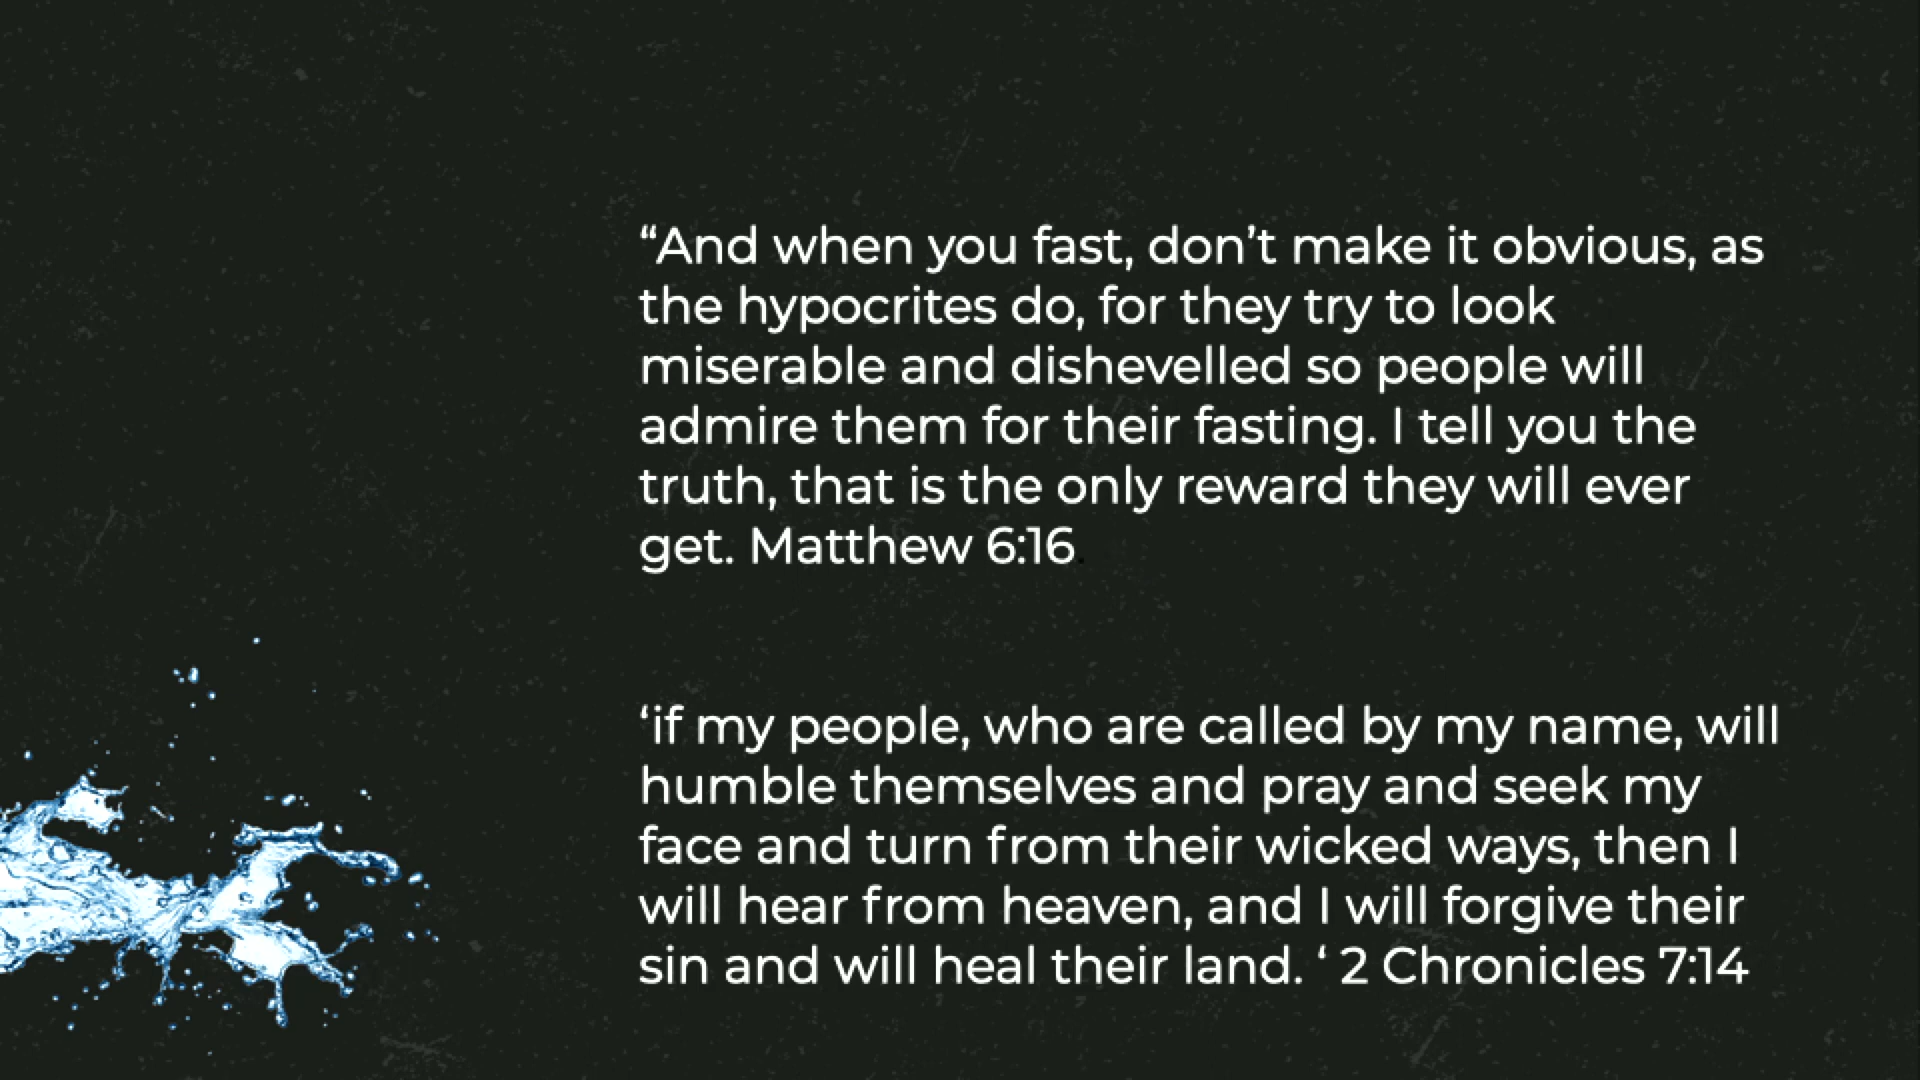 “And when you fast, don’t make it obvious, as
the hypocrites do, for they try to look
miserable and dishevelled so people will
admire them for their fasting. I tell you the
truth, that is the only reward they will ever
get. Matthew 6:16.
‘if my people, who are called by my name, will
humble themselves and pray and seek my
face and turn from their wicked ways, then I
will hear from heaven, and I will forgive their
sin and will heal their land. ‘ 2 Chronicles 7:14